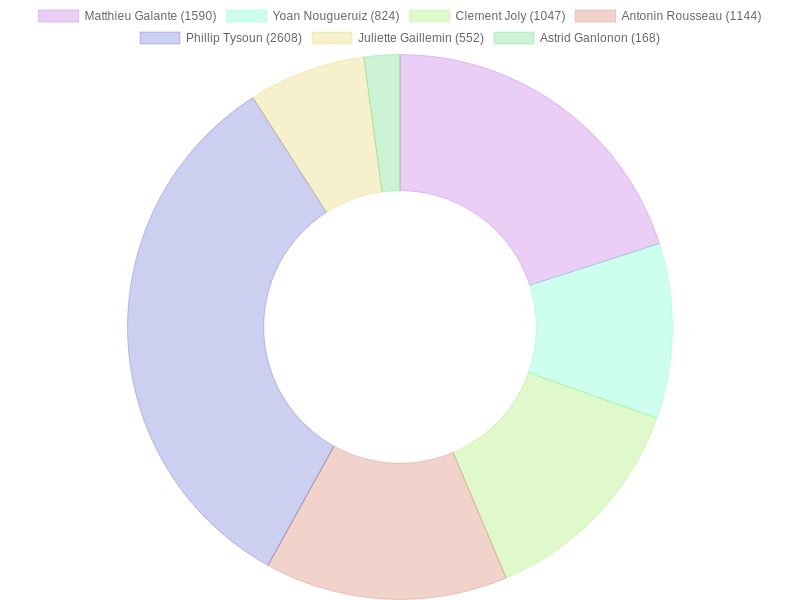 Matthieu Galante (1590) Yoan Nougueruiz (824) Clement Joly (1047) Antonin Rousseau (1144)
Phillip Tysoun (2608) Juliette Gaillemin (552) Astrid Ganlonon (168)